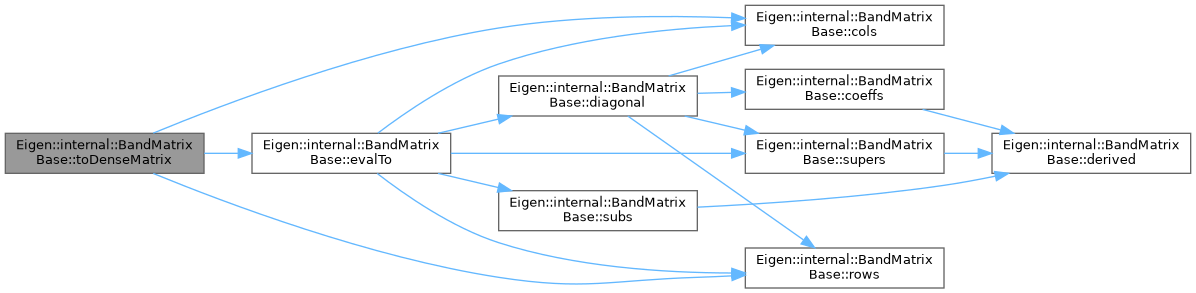 Eigen::internal::BandMatrix
Base::toDenseMatrix
Eigen::internal::BandMatrix
Base::evalTo
Eigen::internal::BandMatrix
Base::diagonal
Eigen::internal::BandMatrix
Base::subs
Eigen::internal::BandMatrix
Base::cols
Eigen::internal::BandMatrix
Base::coeffs
Eigen::internal::BandMatrix
Base::supers
Eigen::internal::BandMatrix
Base::rows
Eigen::internal::BandMatrix
Base::derived